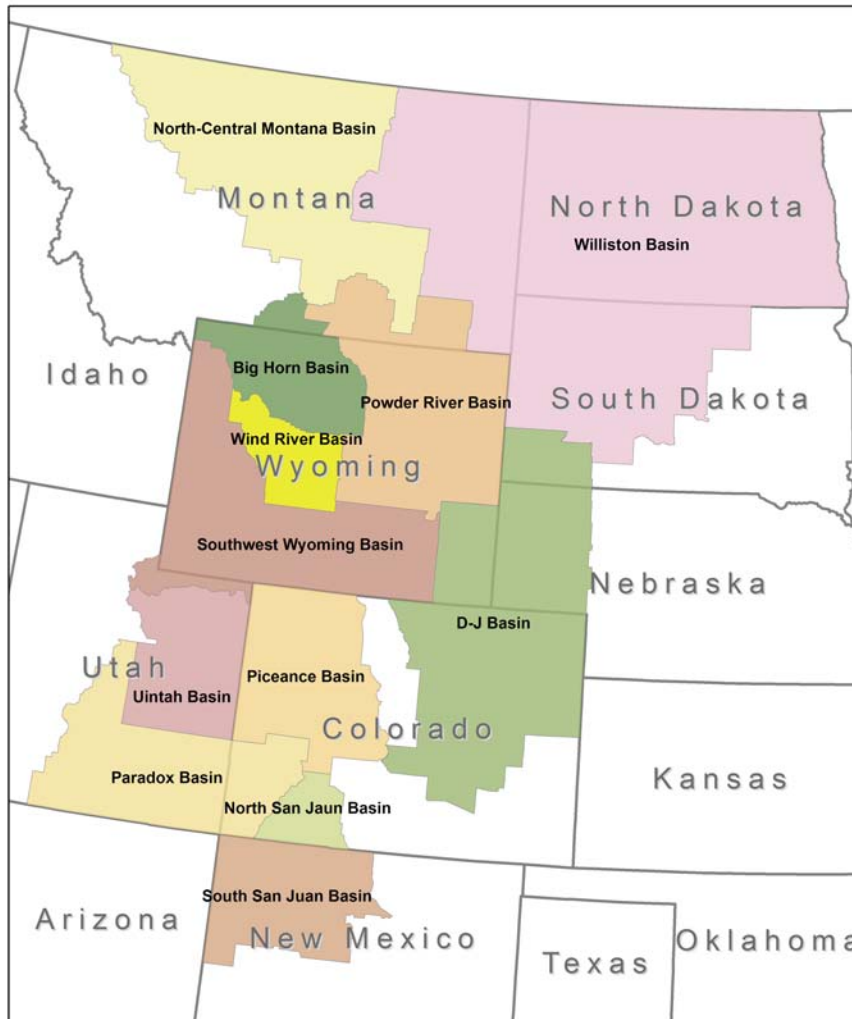 North-Central Montana Basin
Montana
North Dakota
Williston Basin
Idaho
Big Horn Basin
Powder River Basin
South Dakota
Wind River Basin
Wyoming
Southwest Wyoming Basin
Nebraska
D-J Basin
Utah
Uintah Basin
Piceance Basin
Colorado
Paradox Basin
Kansas
North San Jaun Basin
South San Juan Basin
Arizona
New Mexico
Texas
Oklahoma